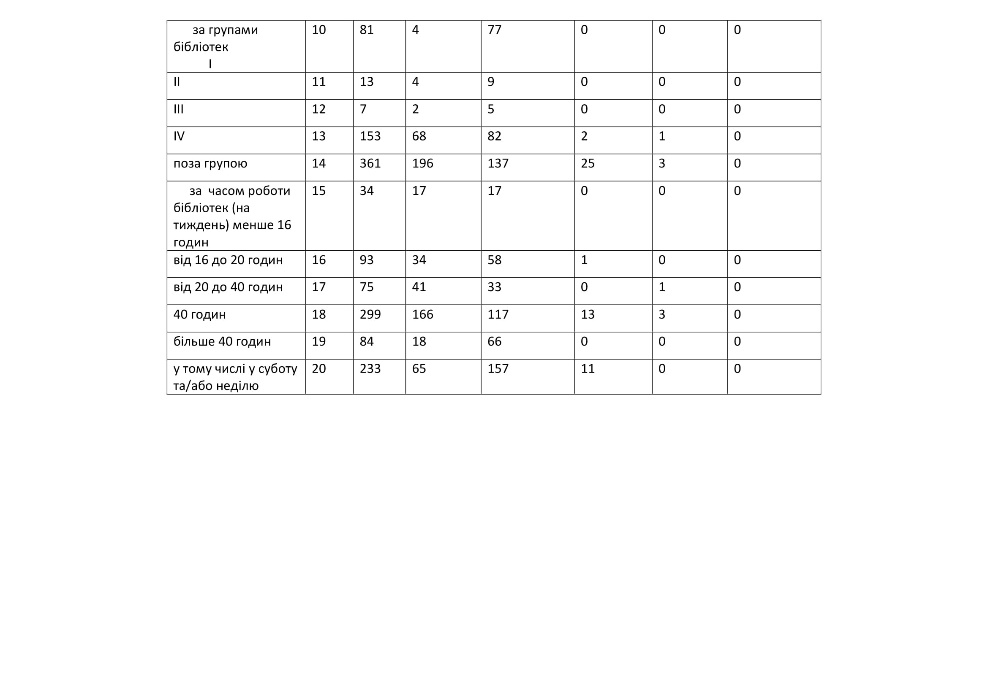 за групами 10 81 4 77 0 0 0
бібліотек
І
ІІ 11 13 4 9 0 0 0
ІІІ 12 7 2 5 0 0 0
ІV 13 153 68 82 2 1 0
поза групою 14 361 196 137 25 3 0
за часом роботи 15 34 17 17 0 0 0
бібліотек (на
тиждень) менше 16
годин
від 16 до 20 годин 16 93 34 58 1 0 0
від 20 до 40 годин 17 75 41 33 0 1 0
40 годин 18 299 166 117 13 3 0
більше 40 годин 19 84 18 66 0 0 0
у тому числі у суботу 20 233 65 157 11 0 0
та/або неділю